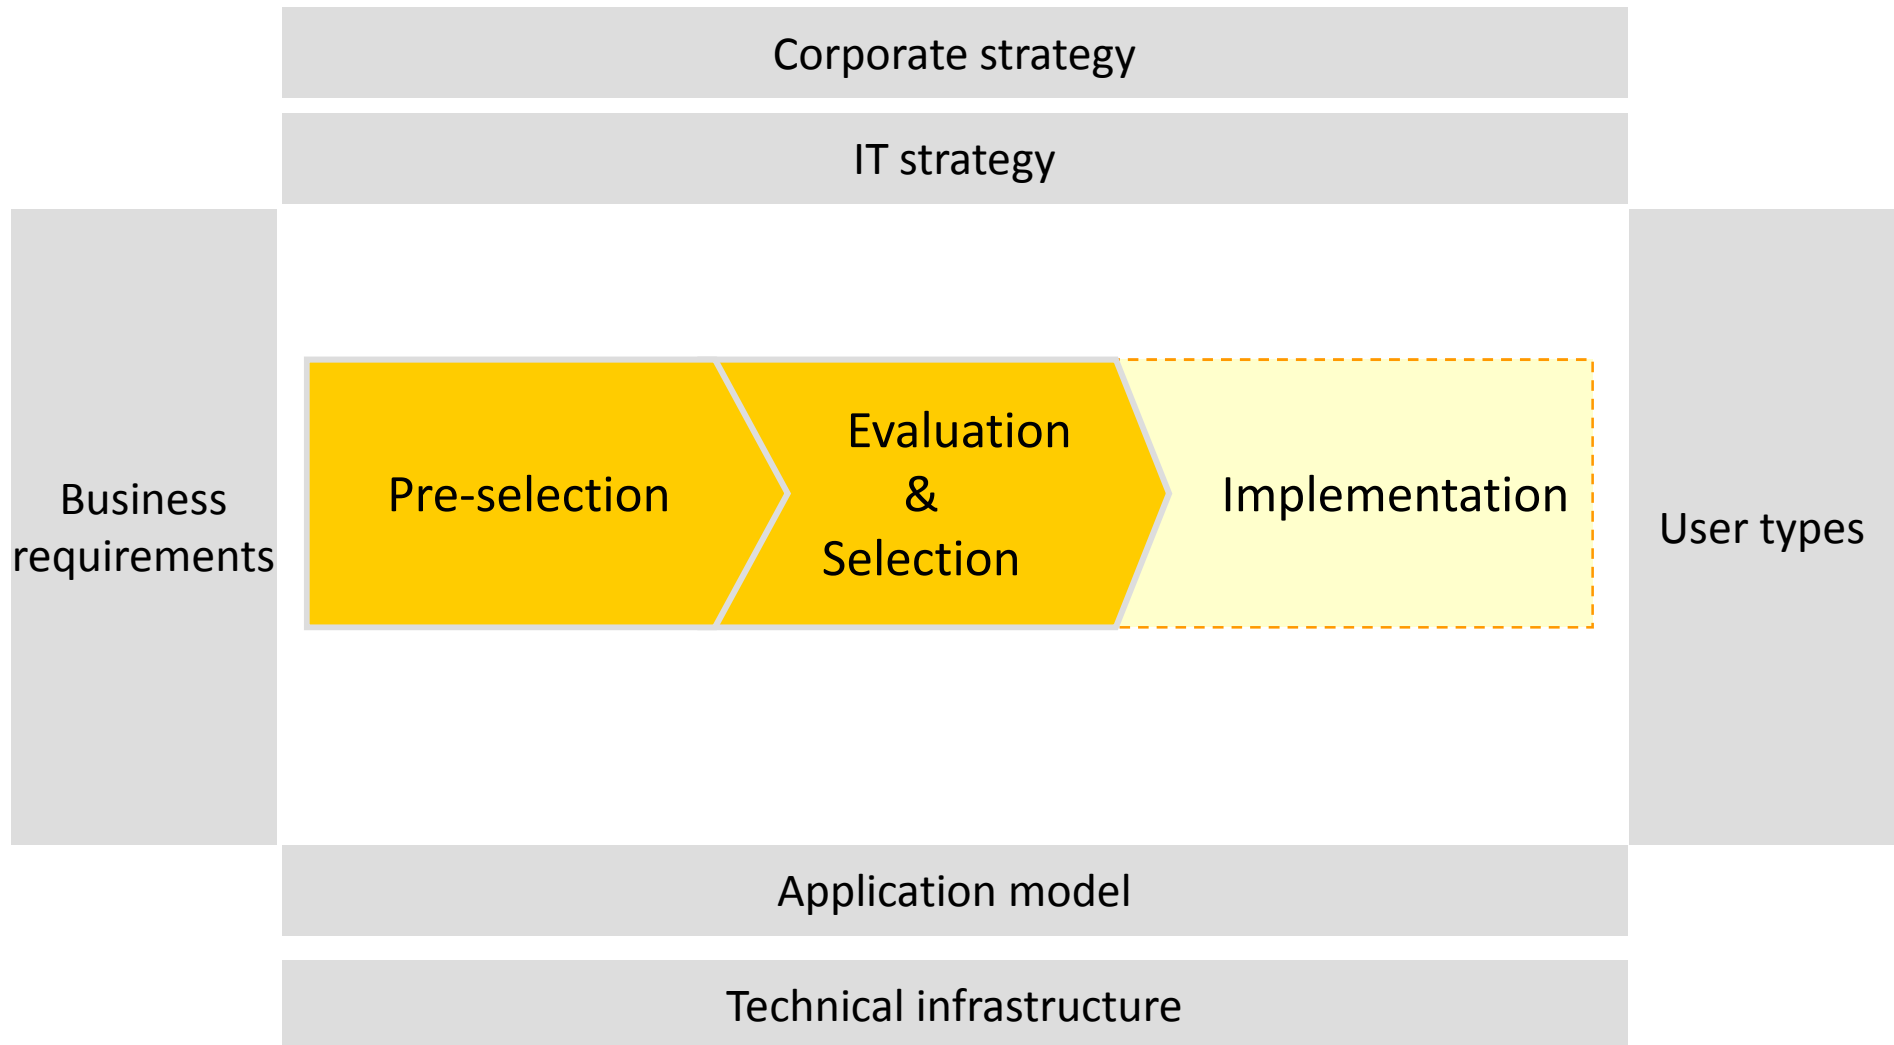 Corporate strategy
IT strategy
Business
requirements
Pre-selection
Evaluation
&
Selection
Implementation
User types
Application model
Technical infrastructure